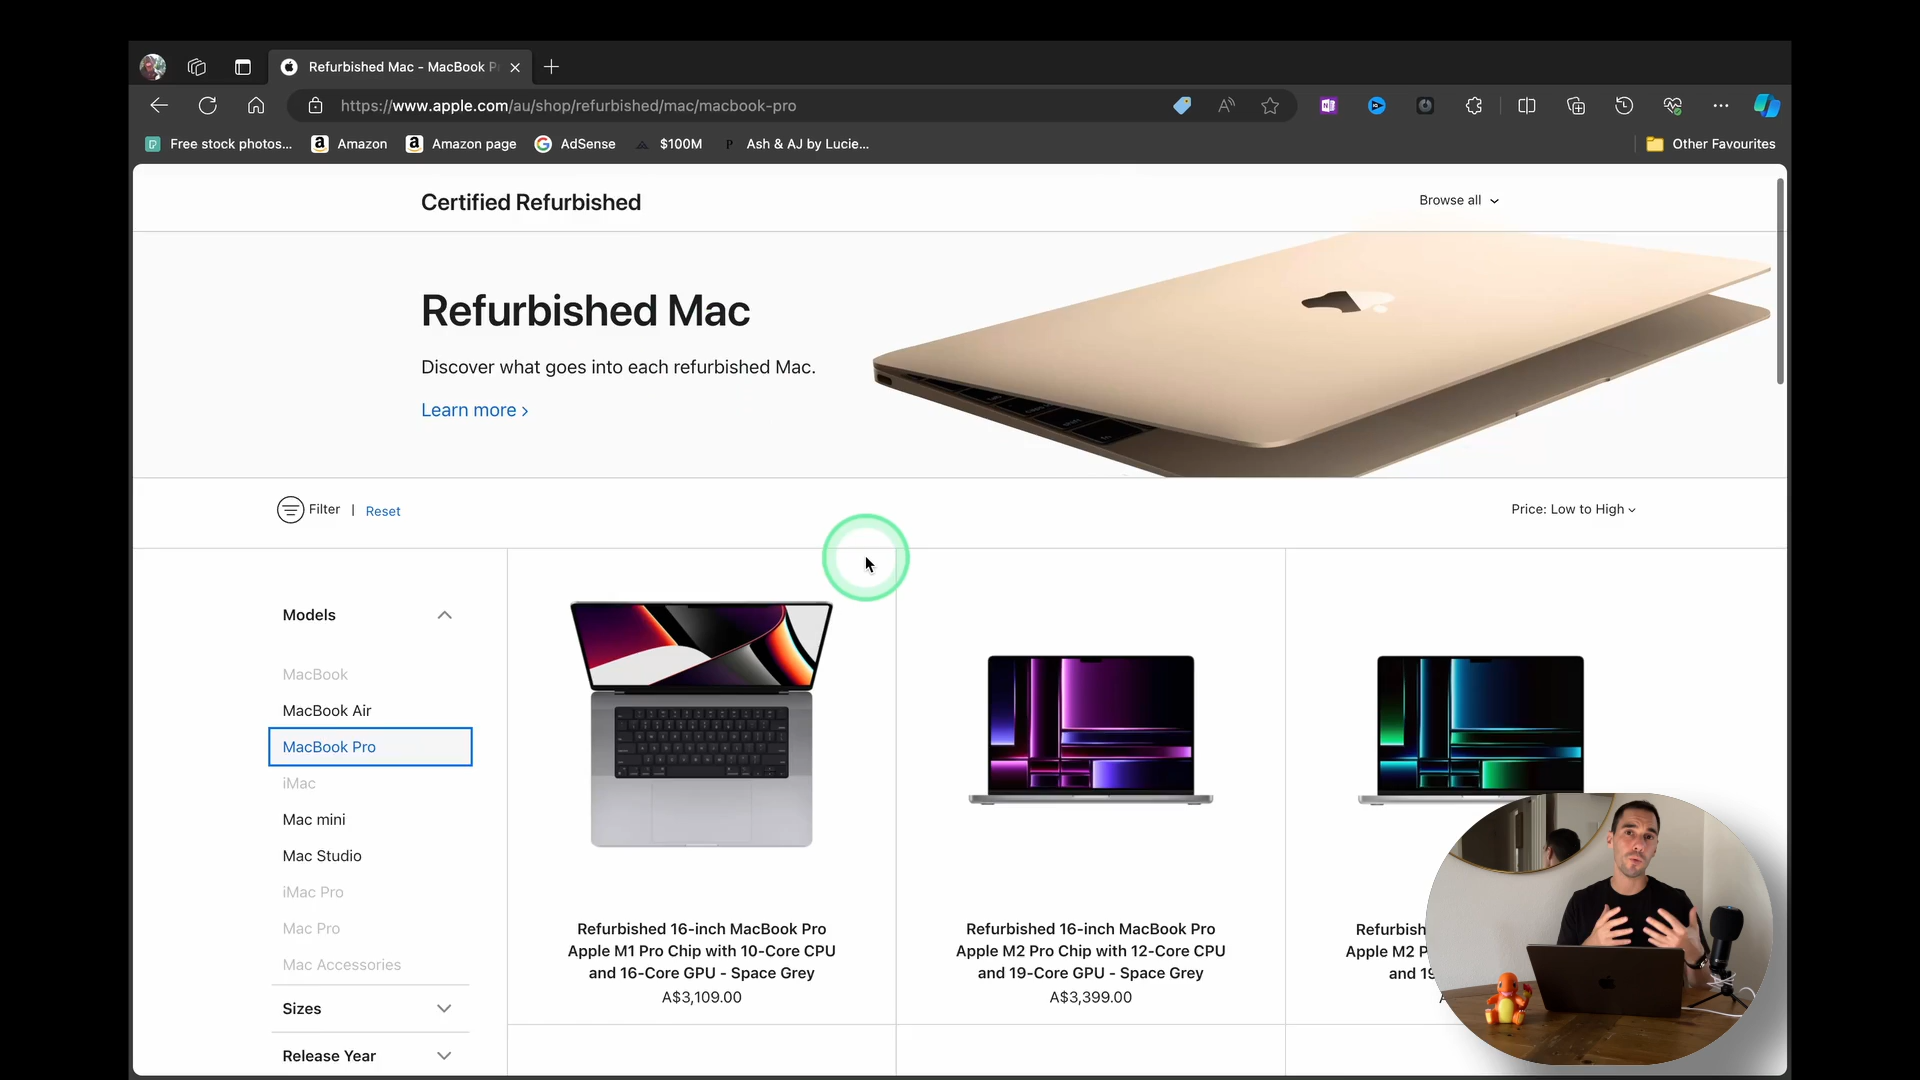 Refurbished Mac - MacBook P
https://www.apple.com/au/shop/refurbished/mac/macbook-pro
Free stock photos... Amazon Amazon page AdSense $100M Ash & AJ by Lucie... Other Favourites
Certified Refurbished
Browse all
Refurbished Mac
Discover what goes into each refurbished Mac.
Learn more >
Filter | Reset
Price: Low to High
Models
MacBook
MacBook Air
MacBook Pro
iMac
Mac mini
Mac Studio
iMac Pro
Mac Pro
Mac Accessories
Sizes
Release Year
Refurbished 16-inch MacBook Pro
Apple M1 Pro Chip with 10-Core CPU
and 16-Core GPU - Space Grey
A$3,109.00
Refurbished 16-inch MacBook Pro
Apple M2 Pro Chip with 12-Core CPU
and 19-Core GPU - Space Grey
A$3,399.00
Refurbish
Apple M2 P
and 19